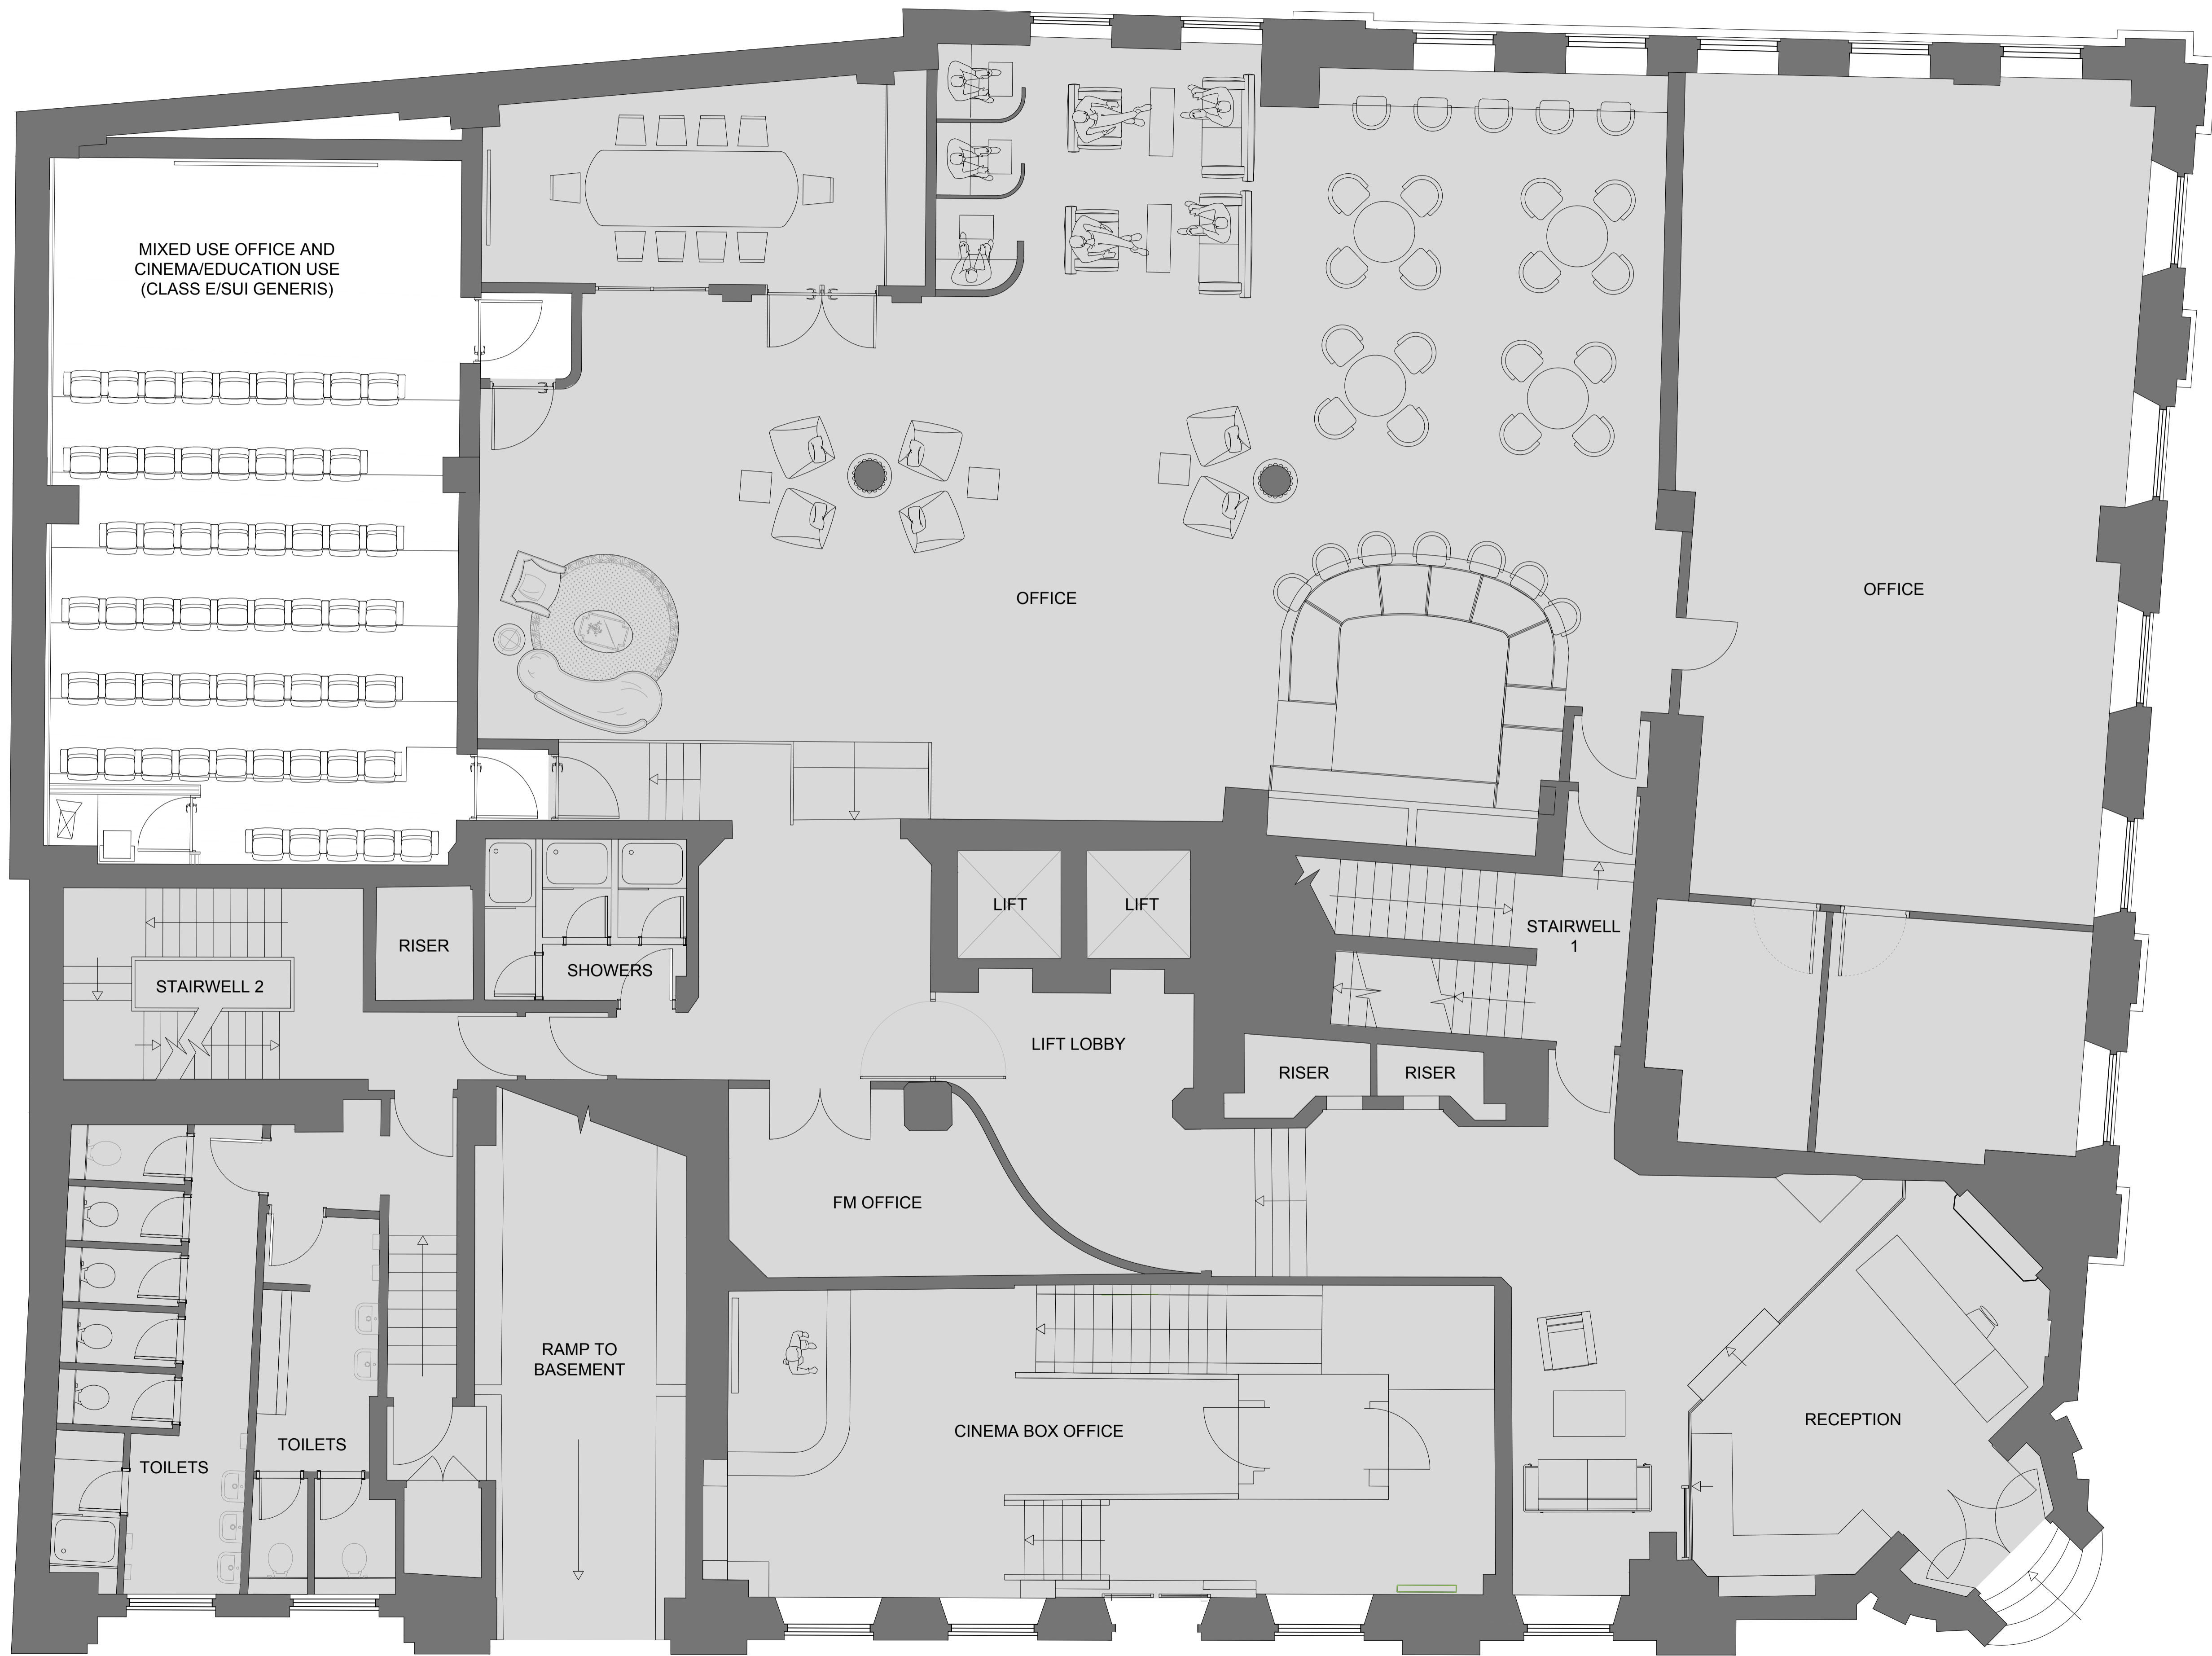 MIXED USE OFFICE AND
CINEMA/EDUCATION USE
(CLASS E/SUI GENERIS)
OFFICE
OFFICE
LIFT
LIFT
STAIRWELL
1
RISER
SHOWERS
STAIRWELL 2
LIFT LOBBY
RISER
RISER
FM OFFICE
RAMP TO
BASEMENT
CINEMA BOX OFFICE
RECEPTION
TOILETS
TOILETS